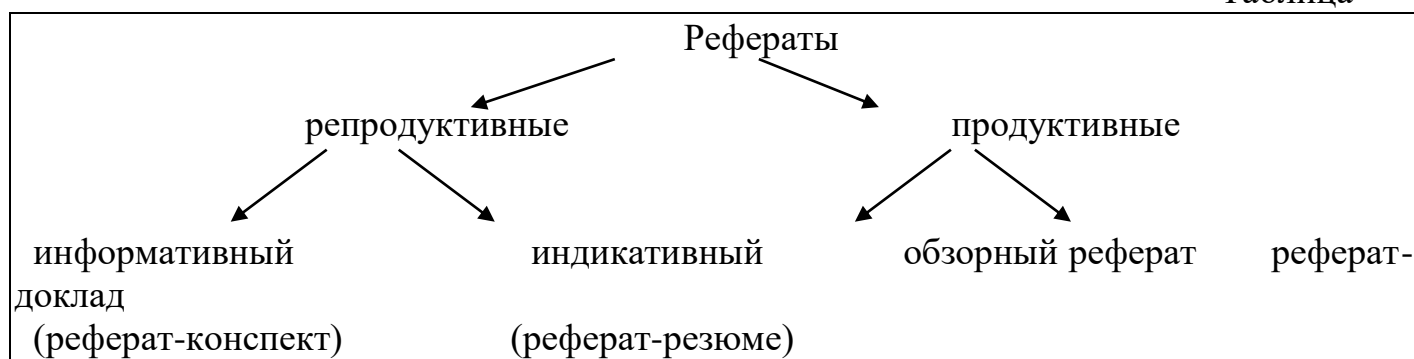 Таблица
Рефераты
репродуктивные продуктивные
информативный индикативный обзорный реферат реферат-
доклад
(реферат-конспект) (реферат-резюме)